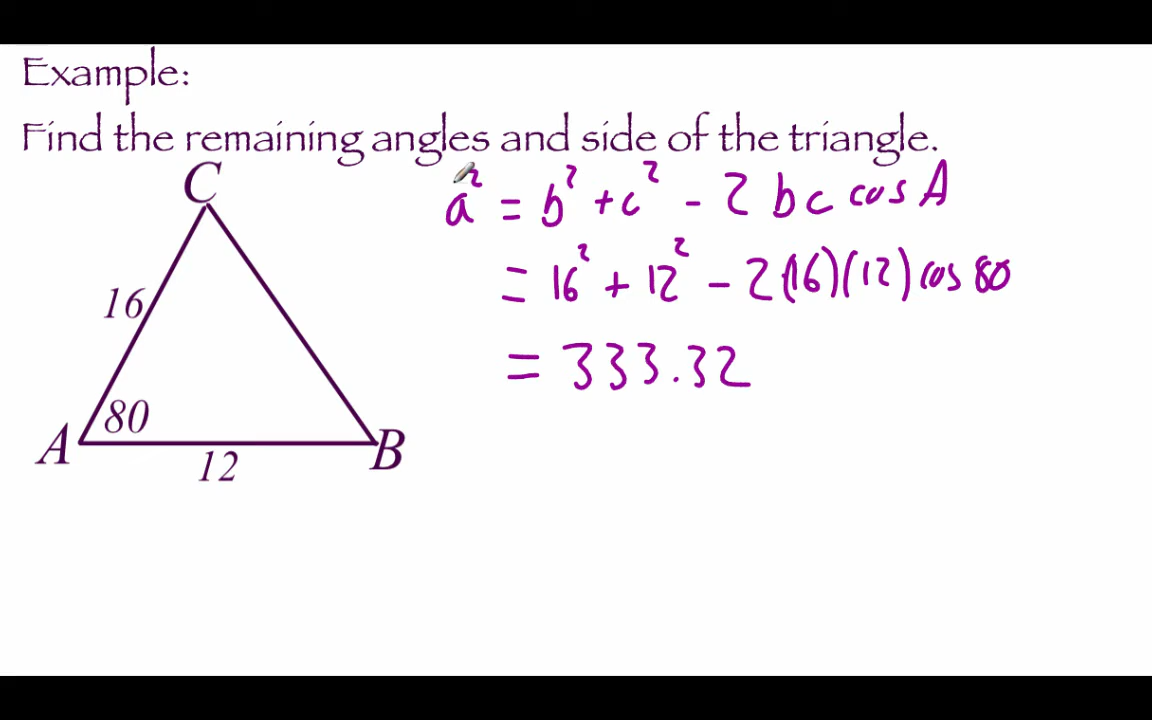 Example:
Find the remaining angles and side of the triangle.
C
a² = b² + c² - 2 b c cos A
= 16² + 12² - 2(16)(12) cos 80
16
= 333.32
80
A
B
12